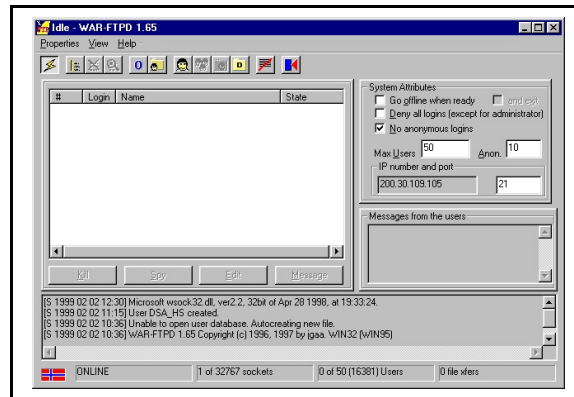 Idle - WAR-FTPD 1.65
Properties View Help
# Login Name State
Kill Spy Edit Message
System Attributes
Go offline when ready and exit
Deny all logins (except for administrator)
No anonymous logins
Max Users 50 Anon. 10
IP number and port
200.30.109.105 21
Messages from the users
[S 1999 02 02 12:30] Microsoft wsock32.dll, ver2.2, 32bit of Apr 28 1998, at 19:33:24.
[S 1999 02 02 11:15] User DSA_HS created.
[S 1999 02 02 10:36] Unable to open user database. Autocreating new file.
[S 1999 02 02 10:36] WAR-FTPD 1.65 Copyright (c) 1996, 1997 by jgaa. WIN32 (WIN95)
ONLINE 1 of 32767 sockets 0 of 50 (16381) Users 0 file xfers